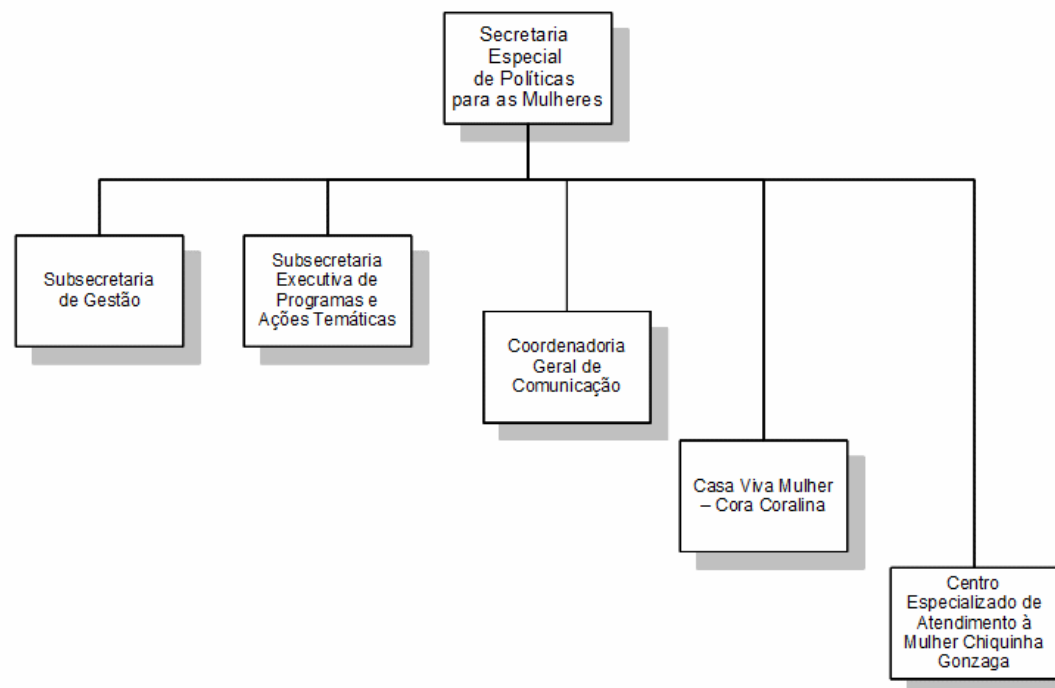 Secretaria
Especial
de Políticas
para as Mulheres
Subsecretaria
de Gestão
Subsecretaria
Executiva de
Programas e
Ações Temáticas
Coordenadoria
Geral de
Comunicação
Casa Viva Mulher
– Cora Coralina
Centro
Especializado de
Atendimento à
Mulher Chiquinha
Gonzaga